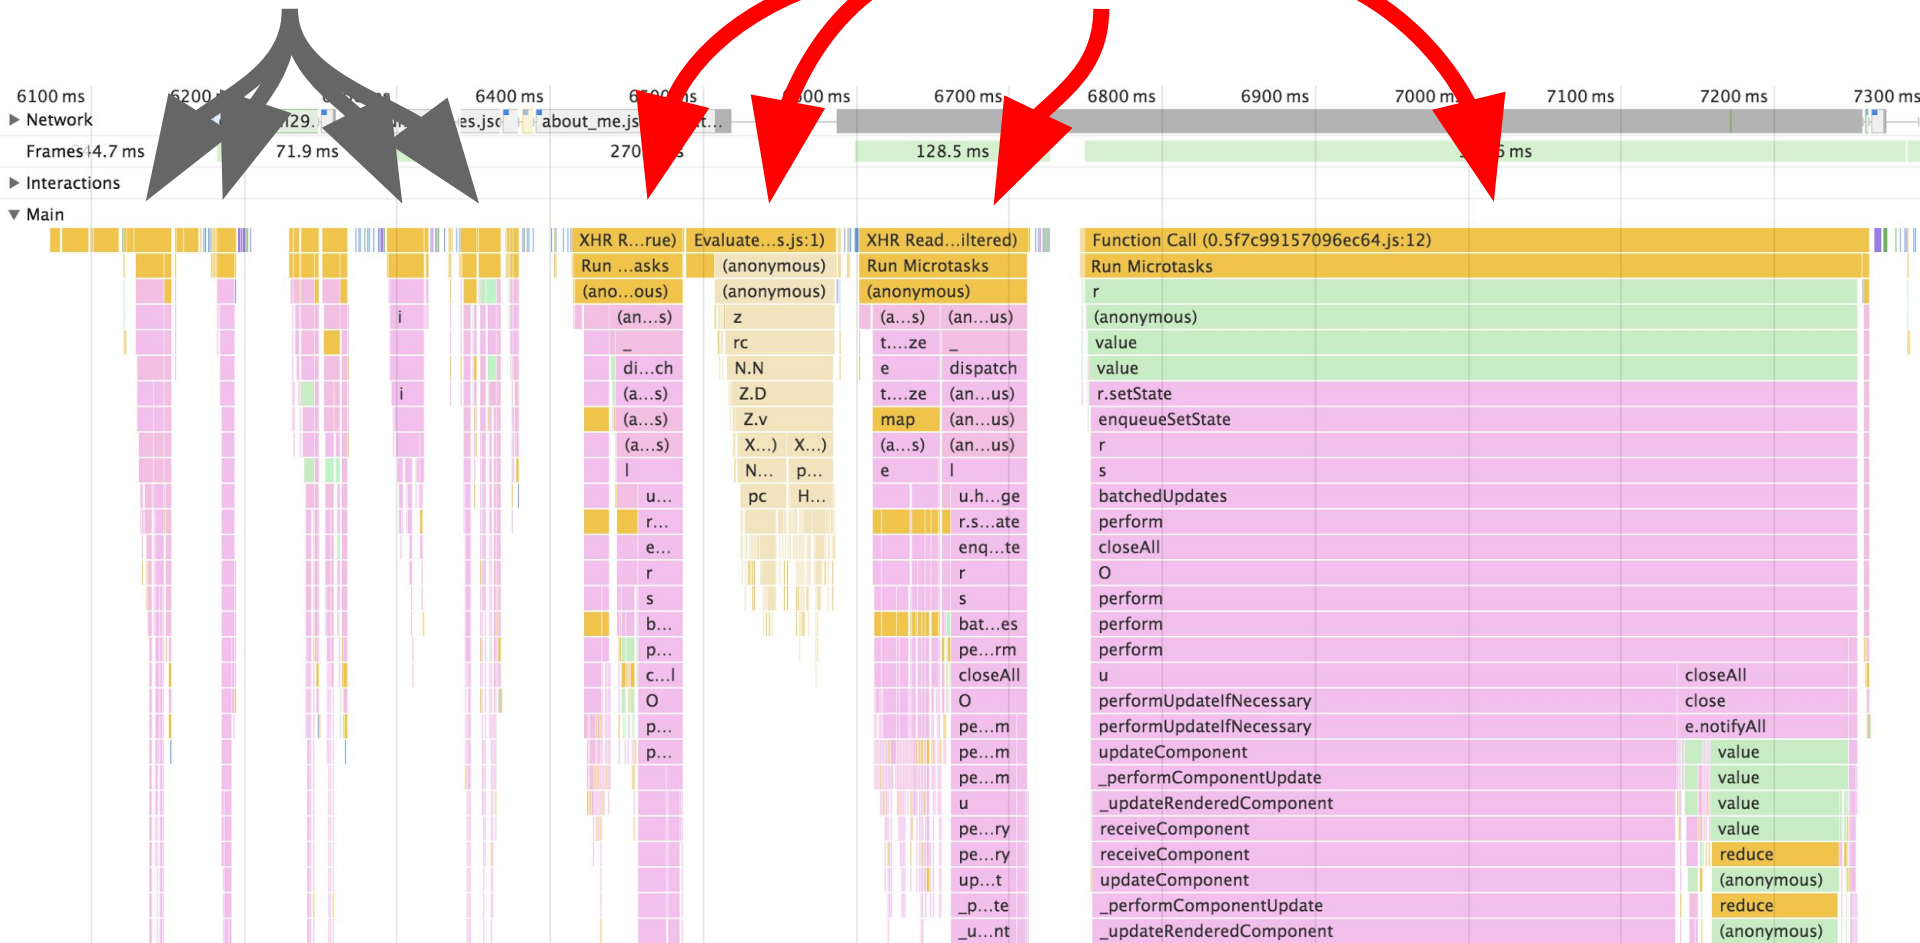 6100 ms 6200 6400 ms 6700 ms 6800 ms 6900 ms 7000 7100 ms 7200 ms 7300 ms
Network n29. es.jsc about_me.js t...
Frames 44.7 ms 71.9 ms 270 s 128.5 ms 6 ms
Interactions
Main
XHR R...rue) Evaluate...s.js:1) XHR Read...iltered) Function Call (0.5f7c99157096ec64.js:12)
Run ...asks (anonymous) Run Microtasks Run Microtasks
(ano...ous) (anonymous) (anonymous) r
i (an...s) z (a...s) (an...us) (anonymous)
_ rc t....ze _ value
di...ch N.N e dispatch value
i (a...s) Z.D t....ze (an...us) r.setState
(a...s) Z.v map (an...us) enqueueSetState
(a...s) X...) X...) (a...s) (an...us) r
l N... p... e l s
u... pc H... u.h...ge batchedUpdates
r... r.s...ate perform
e... enq...te closeAll
r r O
s s perform
b... bat...es perform
p... pe...rm perform
c...l closeAll u closeAll
O O performUpdateIfNecessary close
p... pe...m performUpdateIfNecessary e.notifyAll
p... pe...m updateComponent value
pe...m _performComponentUpdate value
u _updateRenderedComponent value
pe...ry receiveComponent value
pe...ry receiveComponent reduce
up...t updateComponent (anonymous)
_p...te _performComponentUpdate reduce
_u...nt _updateRenderedComponent (anonymous)